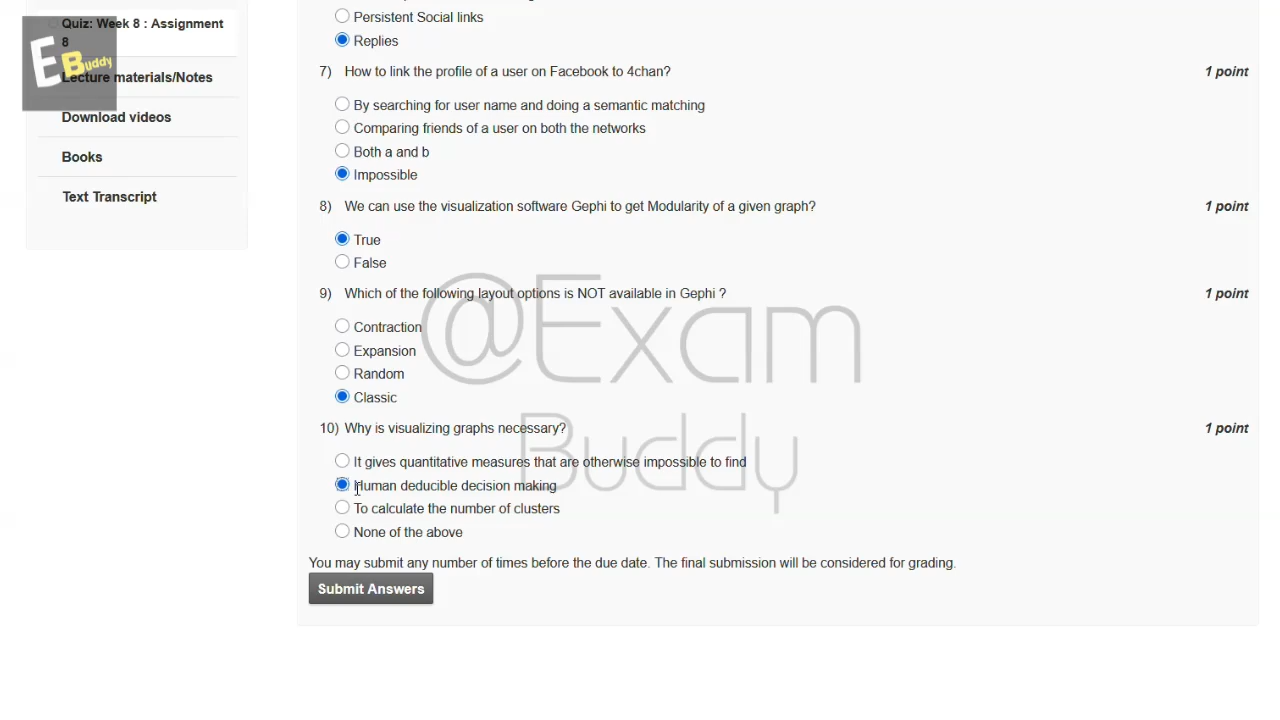 Quiz: Week 8 : Assignment
8
E Buddy
Lecture materials/Notes
Download videos
Books
Text Transcript
Persistent Social links
Replies
7) How to link the profile of a user on Facebook to 4chan? 1 point
By searching for user name and doing a semantic matching
Comparing friends of a user on both the networks
Both a and b
Impossible
8) We can use the visualization software Gephi to get Modularity of a given graph? 1 point
True
False
9) Which of the following layout options is NOT available in Gephi ? 1 point
Contraction
Expansion
Random
Classic
@Exam
Buddy
10) Why is visualizing graphs necessary? 1 point
It gives quantitative measures that are otherwise impossible to find
Human deducible decision making
To calculate the number of clusters
None of the above
You may submit any number of times before the due date. The final submission will be considered for grading.
Submit Answers